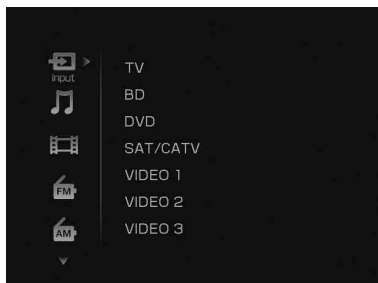 input
TV
BD
DVD
SAT/CATV
VIDEO 1
VIDEO 2
VIDEO 3
FM
AM